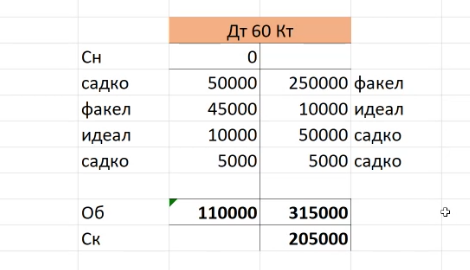 Дт 60 Кт
Сн 0
садко 50000 250000 факел
факел 45000 10000 идеал
идеал 10000 50000 садко
садко 5000 5000 садко
Об 110000 315000
Ск 205000